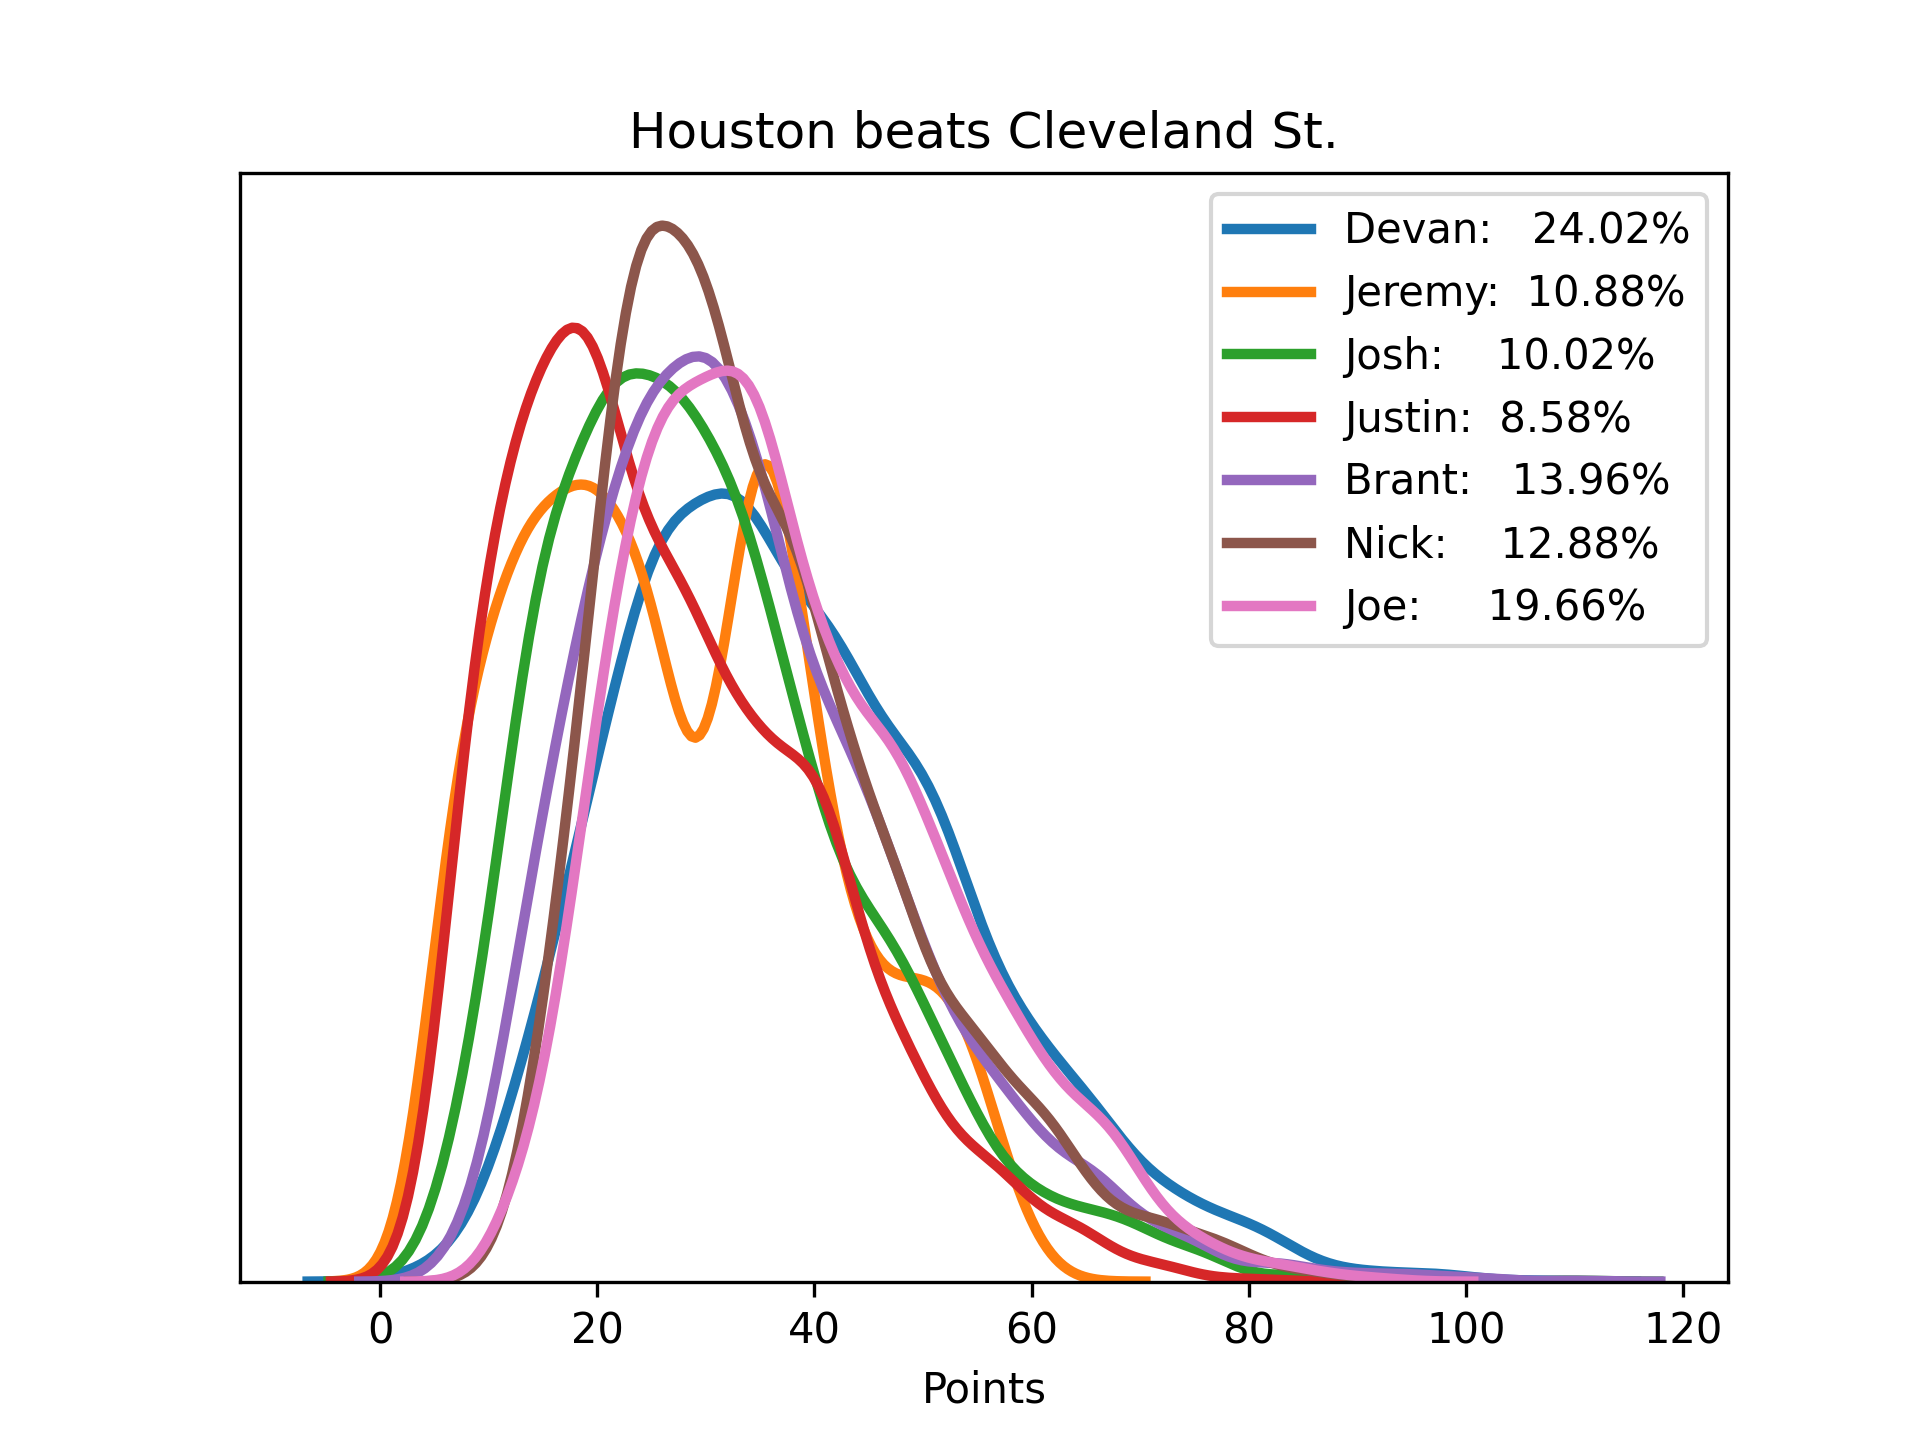 Houston beats Cleveland St.
Devan: 24.02%
Jeremy: 10.88%
Josh: 10.02%
Justin: 8.58%
Brant: 13.96%
Nick: 12.88%
Joe: 19.66%
0 20 40 60 80 100 120
Points